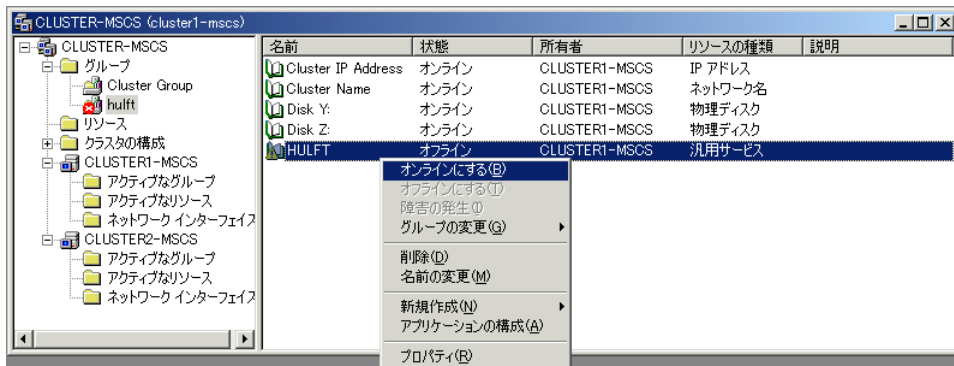 CLUSTER-MSCS (cluster1-mscs)
CLUSTER-MSCS
グループ
Cluster Group
hulft
リソース
クラスタの構成
CLUSTER1-MSCS
アクティブなグループ
アクティブなリソース
ネットワーク インターフェイス
CLUSTER2-MSCS
アクティブなグループ
アクティブなリソース
ネットワーク インターフェイス
名前 状態 所有者 リソースの種類 説明
Cluster IP Address オンライン CLUSTER1-MSCS IP アドレス
Cluster Name オンライン CLUSTER1-MSCS ネットワーク名
Disk Y: オンライン CLUSTER1-MSCS 物理ディスク
Disk Z: オンライン CLUSTER1-MSCS 物理ディスク
HULFT オフライン CLUSTER1-MSCS 汎用サービス
オンラインにする(B)
オフラインにする(T)
障害の発生(I)
グループの変更(G)
削除(D)
名前の変更(M)
新規作成(N)
アプリケーションの構成(A)
プロパティ(R)